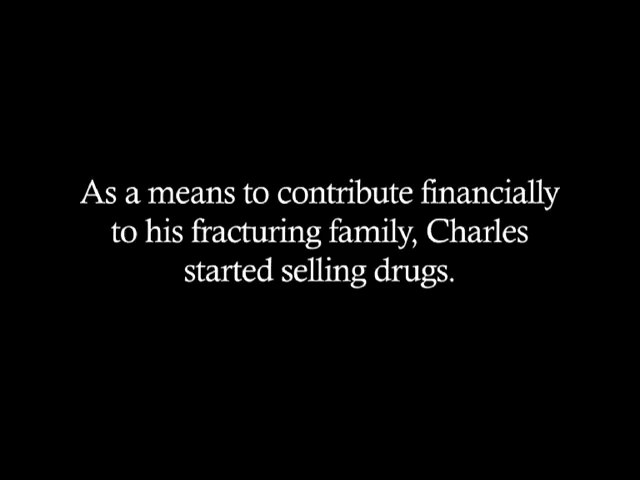 As a means to contribute financially
to his fracturing family, Charles
started selling drugs.